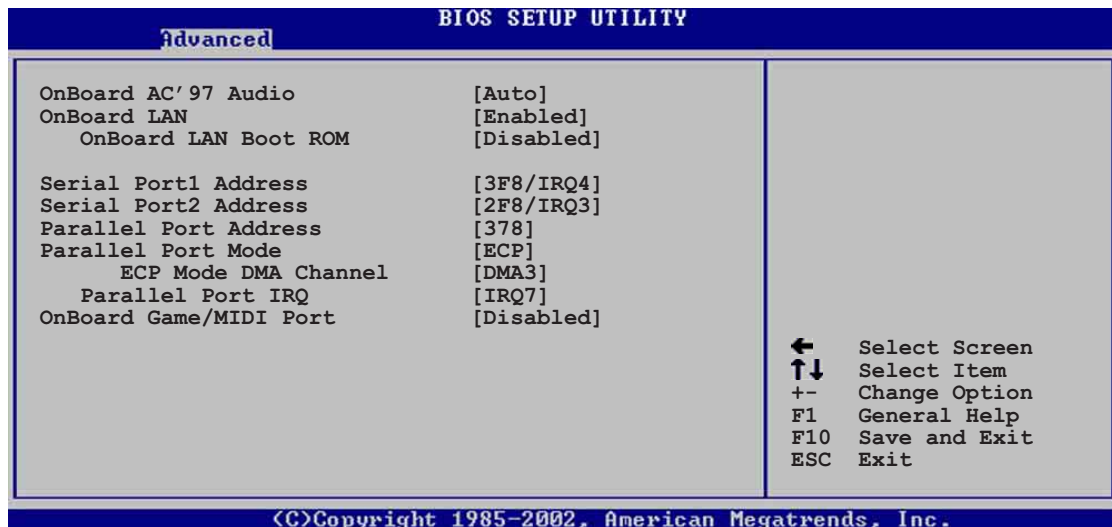 BIOS SETUP UTILITY
Advanced
OnBoard AC'97 Audio [Auto]
OnBoard LAN [Enabled]
OnBoard LAN Boot ROM [Disabled]
Serial Port1 Address [3F8/IRQ4]
Serial Port2 Address [2F8/IRQ3]
Parallel Port Address [378]
Parallel Port Mode [ECP]
ECP Mode DMA Channel [DMA3]
Parallel Port IRQ [IRQ7]
OnBoard Game/MIDI Port [Disabled]
← Select Screen
↑↓ Select Item
+- Change Option
F1 General Help
F10 Save and Exit
ESC Exit
(C)Copyright 1985-2002, American Megatrends, Inc.